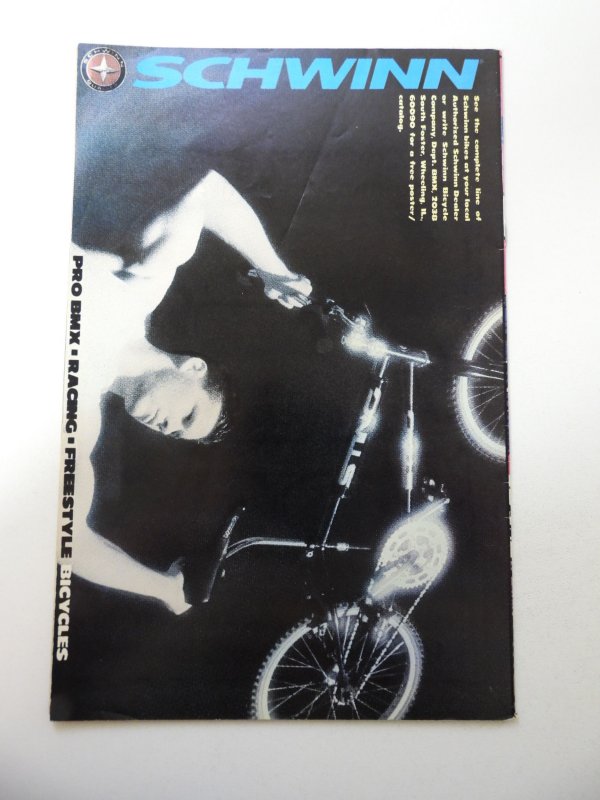 SCHWINN
See the complete line of
Schwinn bikes at your local
Authorized Schwinn Dealer
or write Schwinn Bicycle
Company, Dept. BMX, 2038
South Foster, Wheeling, IL.,
60090 for a free poster/
catalog.
PRO BMX · RACING · FREESTYLE BICYCLES